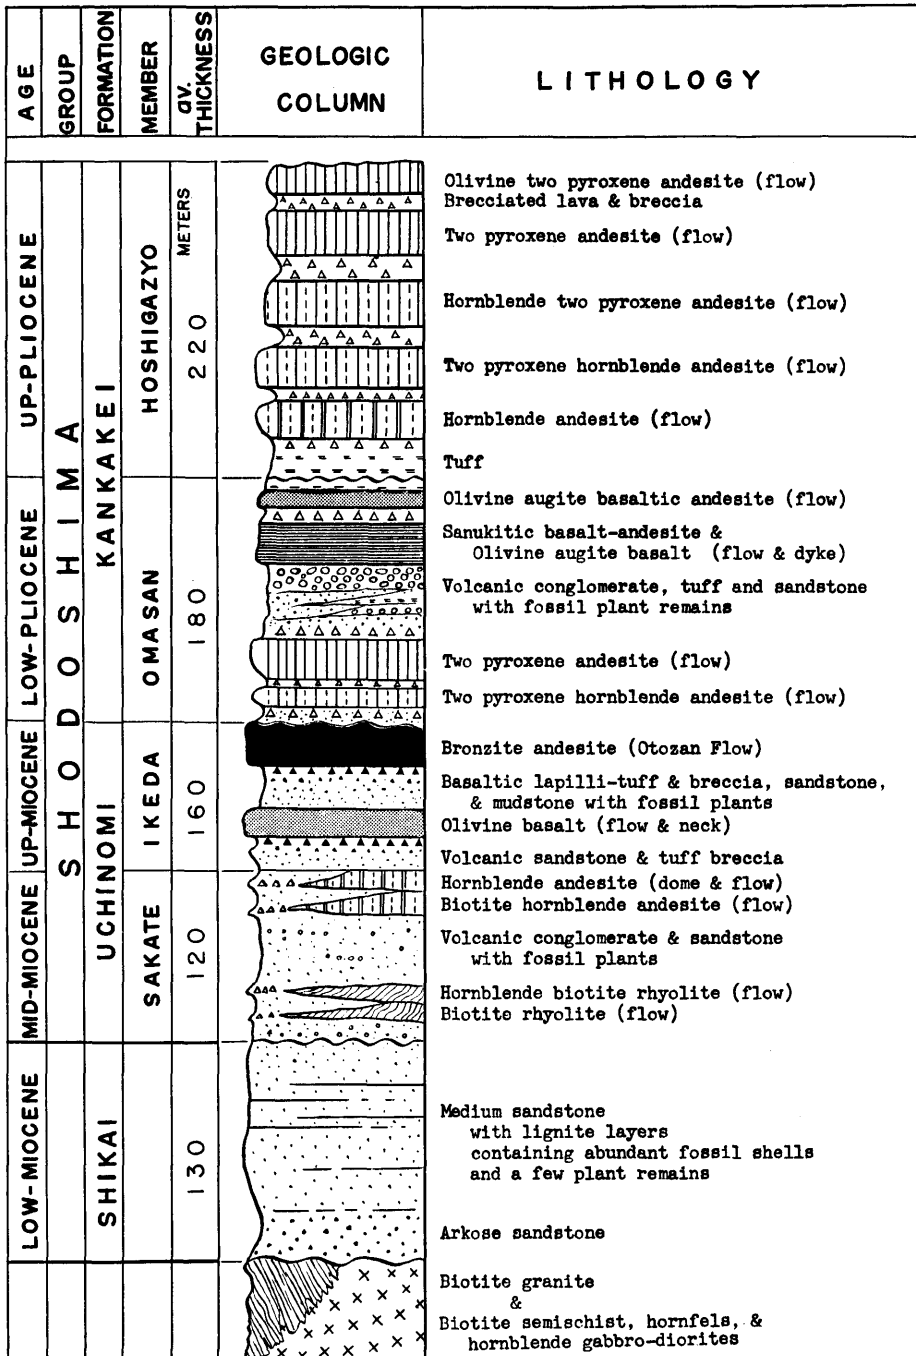 AGE
GROUP
FORMATION
MEMBER
av. THICKNESS
GEOLOGIC
COLUMN
LITHOLOGY
UP-PLIOCENE
LOW-PLIOCENE
UP-MIOCENE
MID-MIOCENE
LOW-MIOCENE
SHODOSHIMA
KANKAKEI
UCHINOMI
SHIKAI
HOSHIGAZYO
OMASAN
IKEDA
SAKATE
METERS
220
180
160
120
130
Olivine two pyroxene andesite (flow)
Brecciated lava & breccia
Two pyroxene andesite (flow)
Hornblende two pyroxene andesite (flow)
Two pyroxene hornblende andesite (flow)
Hornblende andesite (flow)
Tuff
Olivine augite basaltic andesite (flow)
Sanukitic basalt-andesite &
Olivine augite basalt (flow & dyke)
Volcanic conglomerate, tuff and sandstone
with fossil plant remains
Two pyroxene andesite (flow)
Two pyroxene hornblende andesite (flow)
Bronzite andesite (Otozan Flow)
Basaltic lapilli-tuff & breccia, sandstone,
& mudstone with fossil plants
Olivine basalt (flow & neck)
Volcanic sandstone & tuff breccia
Hornblende andesite (dome & flow)
Biotite hornblende andesite (flow)
Volcanic conglomerate & sandstone
with fossil plants
Hornblende biotite rhyolite (flow)
Biotite rhyolite (flow)
Medium sandstone
with lignite layers
containing abundant fossil shells
and a few plant remains
Arkose sandstone
Biotite granite
&
Biotite semischist, hornfels, &
hornblende gabbro-diorites